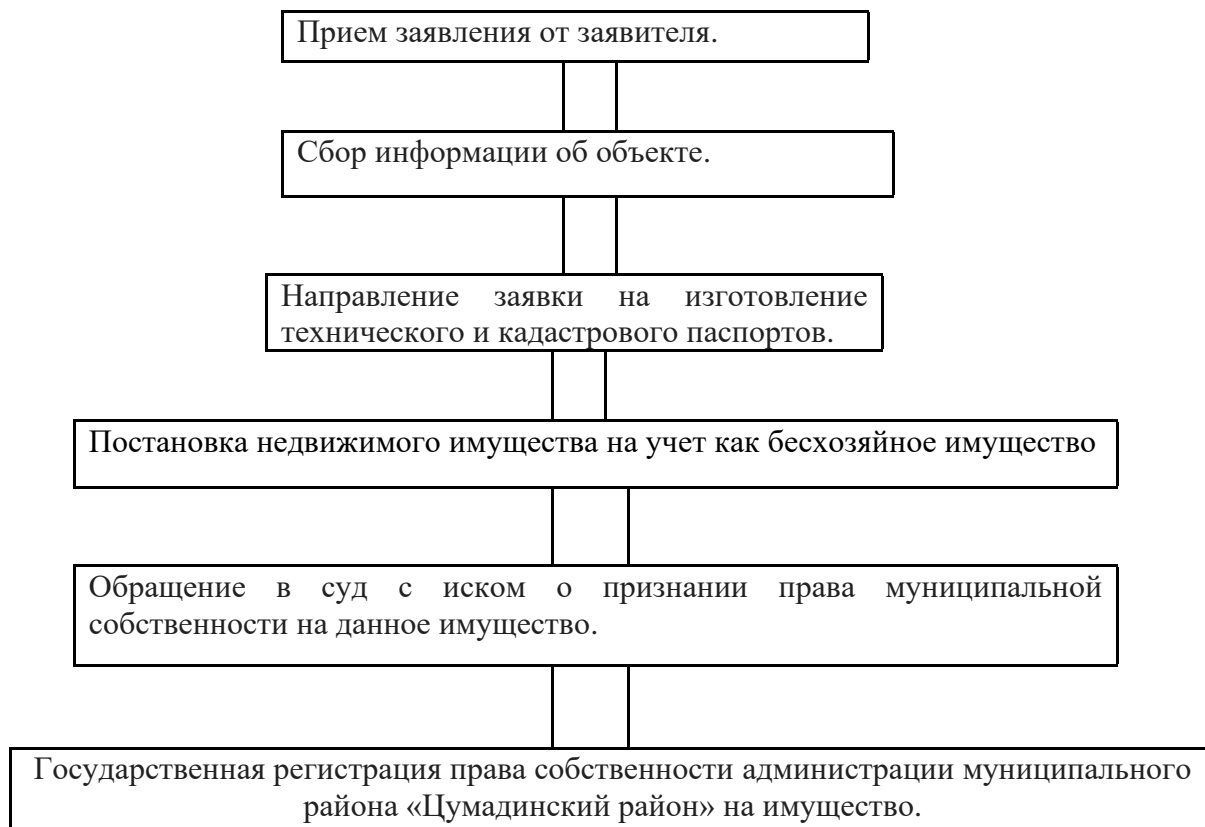 Прием заявления от заявителя.
Сбор информации об объекте.
Направление заявки на изготовление
технического и кадастрового паспортов.
Постановка недвижимого имущества на учет как бесхозяйное имущество
Обращение в суд с иском о признании права муниципальной
собственности на данное имущество.
Государственная регистрация права собственности администрации муниципального
района «Цумадинский район» на имущество.